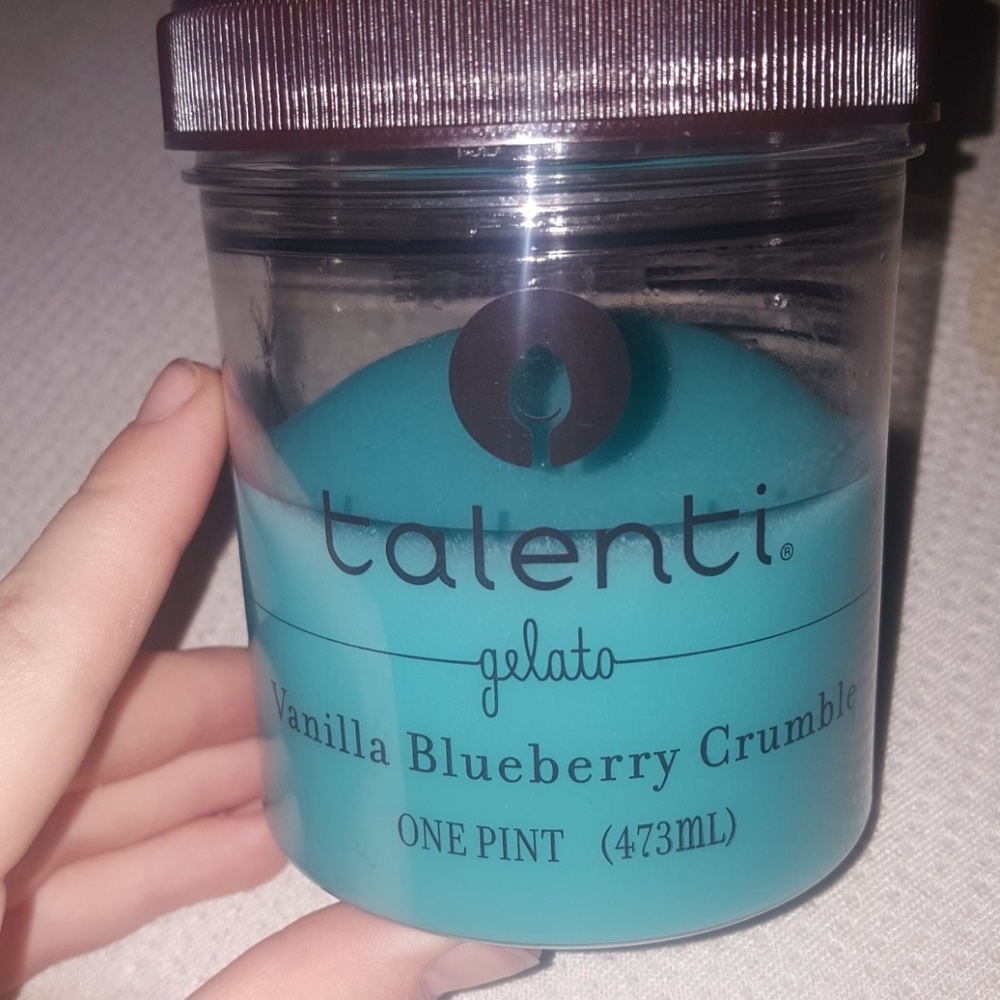 talenti®
gelato
Vanilla Blueberry Crumble
ONE PINT (473mL)